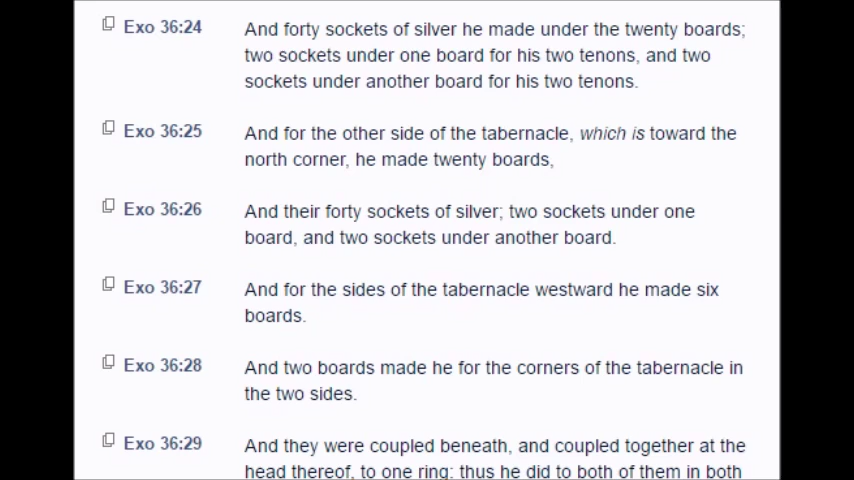 Exo 36:24 And forty sockets of silver he made under the twenty boards;
two sockets under one board for his two tenons, and two
sockets under another board for his two tenons.
Exo 36:25 And for the other side of the tabernacle, which is toward the
north corner, he made twenty boards,
Exo 36:26 And their forty sockets of silver; two sockets under one
board, and two sockets under another board.
Exo 36:27 And for the sides of the tabernacle westward he made six
boards.
Exo 36:28 And two boards made he for the corners of the tabernacle in
the two sides.
Exo 36:29 And they were coupled beneath, and coupled together at the
head thereof, to one ring: thus he did to both of them in both